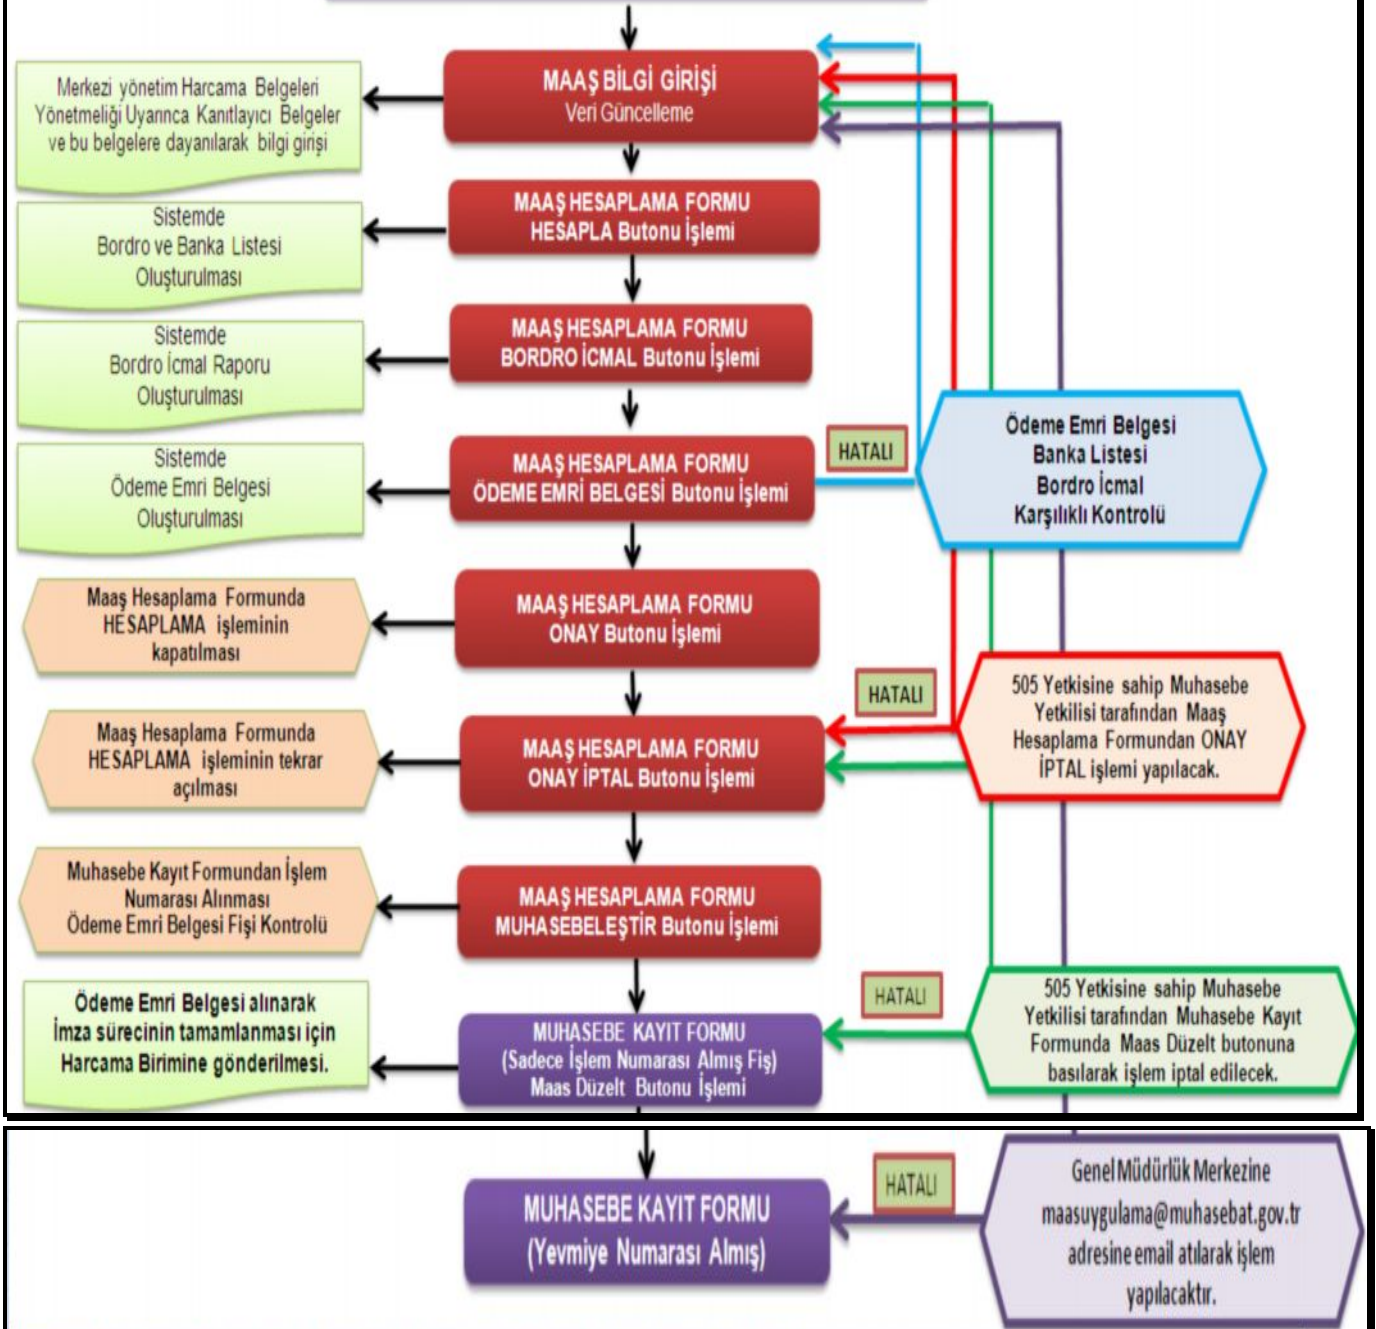 MAAŞ BİLGİ GİRİŞİ
Veri Güncelleme
Merkezi yönetim Harcama Belgeleri
Yönetmeliği Uyarınca Kanıtlayıcı Belgeler
ve bu belgelere dayanılarak bilgi girişi
MAAŞ HESAPLAMA FORMU
HESAPLA Butonu İşlemi
Sistemde
Bordro ve Banka Listesi
Oluşturulması
MAAŞ HESAPLAMA FORMU
BORDRO İCMAL Butonu İşlemi
Sistemde
Bordro İcmal Raporu
Oluşturulması
MAAŞ HESAPLAMA FORMU
ÖDEME EMRİ BELGESİ Butonu İşlemi
Sistemde
Ödeme Emri Belgesi
Oluşturulması
HATALI
Ödeme Emri Belgesi
Banka Listesi
Bordro İcmal
Karşılıklı Kontrolü
MAAŞ HESAPLAMA FORMU
ONAY Butonu İşlemi
Maaş Hesaplama Formunda
HESAPLAMA işleminin
kapatılması
MAAŞ HESAPLAMA FORMU
ONAY İPTAL Butonu İşlemi
Maaş Hesaplama Formunda
HESAPLAMA işleminin tekrar
açılması
HATALI
505 Yetkisine sahip Muhasebe
Yetkilisi tarafından Maaş
Hesaplama Formundan ONAY
İPTAL işlemi yapılacak.
MAAŞ HESAPLAMA FORMU
MUHASEBELEŞTİR Butonu İşlemi
Muhasebe Kayıt Formundan İşlem
Numarası Alınması
Ödeme Emri Belgesi Fişi Kontrolü
MUHASEBE KAYIT FORMU
(Sadece İşlem Numarası Almış Fiş)
Maas Düzelt Butonu İşlemi
Ödeme Emri Belgesi alınarak
İmza sürecinin tamamlanması için
Harcama Birimine gönderilmesi.
HATALI
505 Yetkisine sahip Muhasebe
Yetkilisi tarafından Muhasebe Kayıt
Formunda Maas Düzelt butonuna
basılarak işlem iptal edilecek.
MUHASEBE KAYIT FORMU
(Yevmiye Numarası Almış)
HATALI
Genel Müdürlük Merkezine
maasuygulama@muhasebat.gov.tr
adresine email atılarak işlem
yapılacaktır.